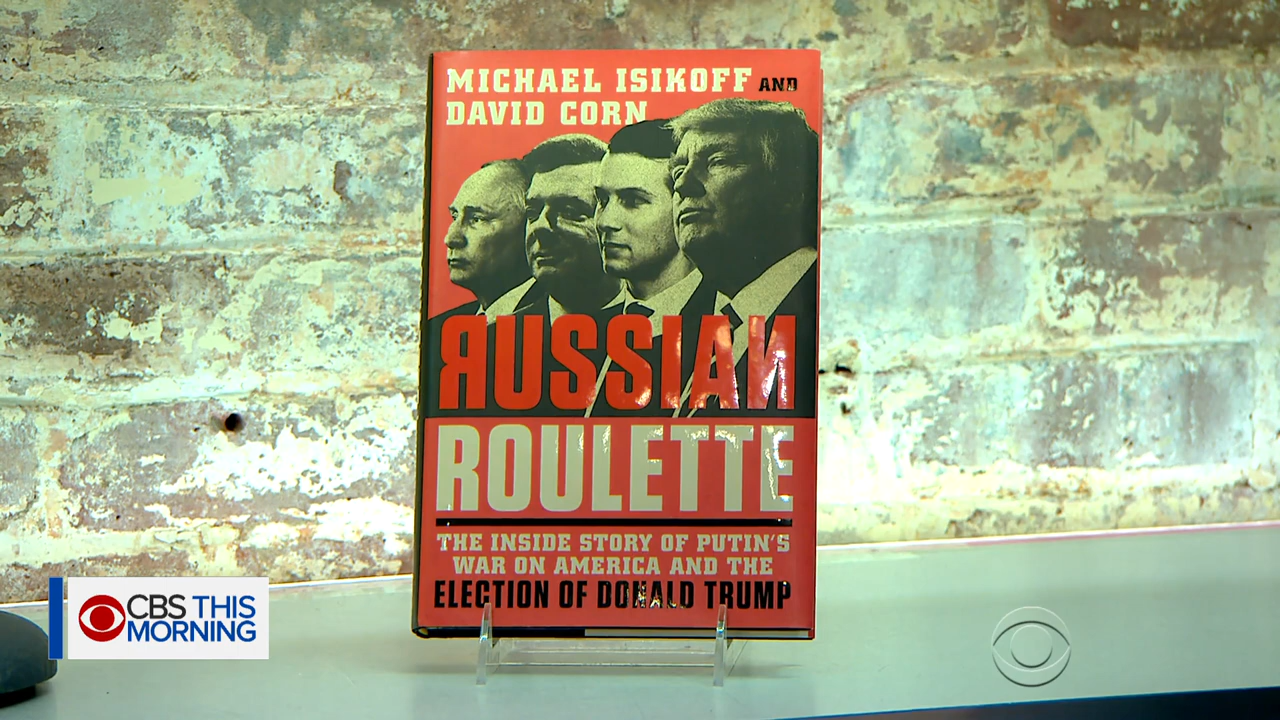 MICHAEL ISIKOFF AND
DAVID CORN
ЯUSSIAИ
ROULETTE
THE INSIDE STORY OF PUTIN'S
WAR ON AMERICA AND THE
ELECTION OF DONALD TRUMP
CBS THIS
MORNING